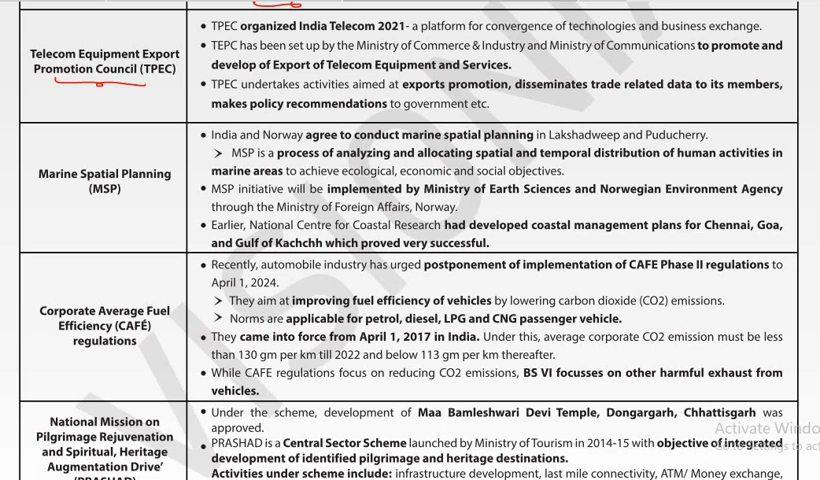 Telecom Equipment Export
Promotion Council (TPEC)
• TPEC organized India Telecom 2021- a platform for convergence of technologies and business exchange.
• TEPC has been set up by the Ministry of Commerce & Industry and Ministry of Communications to promote and
develop of Export of Telecom Equipment and Services.
• TPEC undertakes activities aimed at exports promotion, disseminates trade related data to its members,
makes policy recommendations to government etc.
Marine Spatial Planning
(MSP)
• India and Norway agree to conduct marine spatial planning in Lakshadweep and Puducherry.
➢ MSP is a process of analyzing and allocating spatial and temporal distribution of human activities in
marine areas to achieve ecological, economic and social objectives.
• MSP initiative will be implemented by Ministry of Earth Sciences and Norwegian Environment Agency
through the Ministry of Foreign Affairs, Norway.
• Earlier, National Centre for Coastal Research had developed coastal management plans for Chennai, Goa,
and Gulf of Kachchh which proved very successful.
Corporate Average Fuel
Efficiency (CAFÉ)
regulations
• Recently, automobile industry has urged postponement of implementation of CAFE Phase II regulations to
April 1, 2024.
➢ They aim at improving fuel efficiency of vehicles by lowering carbon dioxide (CO2) emissions.
➢ Norms are applicable for petrol, diesel, LPG and CNG passenger vehicle.
• They came into force from April 1, 2017 in India. Under this, average corporate CO2 emission must be less
than 130 gm per km till 2022 and below 113 gm per km thereafter.
• While CAFE regulations focus on reducing CO2 emissions, BS VI focusses on other harmful exhaust from
vehicles.
National Mission on
Pilgrimage Rejuvenation
and Spiritual, Heritage
Augmentation Drive'
(PRASHAD)
• Under the scheme, development of Maa Bamleshwari Devi Temple, Dongargarh, Chhattisgarh was
approved.
• PRASHAD is a Central Sector Scheme launched by Ministry of Tourism in 2014-15 with objective of integrated
development of identified pilgrimage and heritage destinations.
Activities under scheme include: infrastructure development, last mile connectivity, ATM/ Money exchange,
VISION
Activate Windo
Go to Settings to act